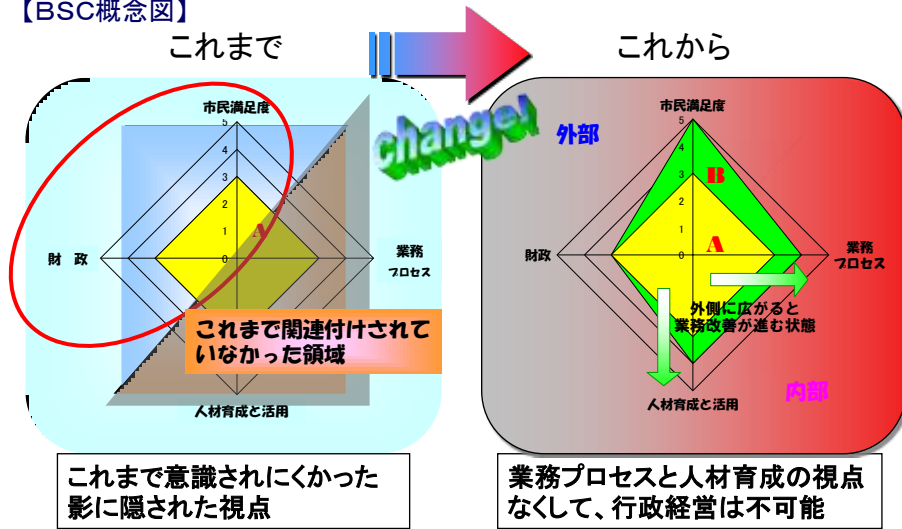 【BSC概念図】
これまで
これから
change!
市民満足度
5
4
3
2
1
0
A
財 政
業務
プロセス
これまで関連付けされて
いなかった領域
人材育成と活用
これまで意識されにくかった
影に隠された視点
外部
市民満足度
5
4
3
2
1
0
B
A
財政
業務
プロセス
外側に広がると
業務改善が進む状態
内部
人材育成と活用
業務プロセスと人材育成の視点
なくして、行政経営は不可能